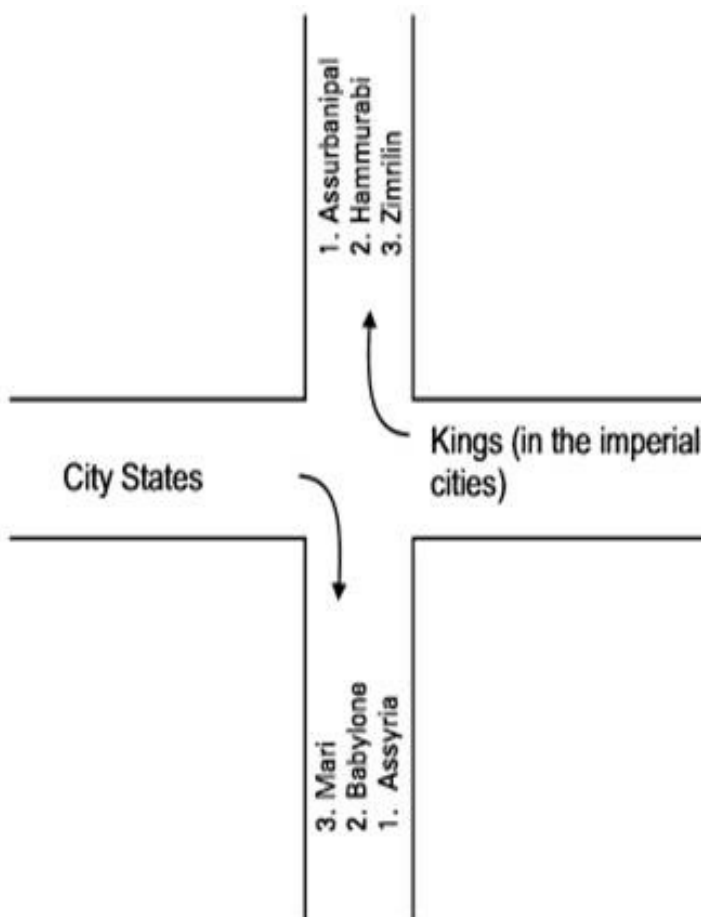 1. Assurbanipal
2. Hammurabi
3. Zimrilin
City States
Kings (in the imperial
cities)
3. Mari
2. Babylone
1. Assyria